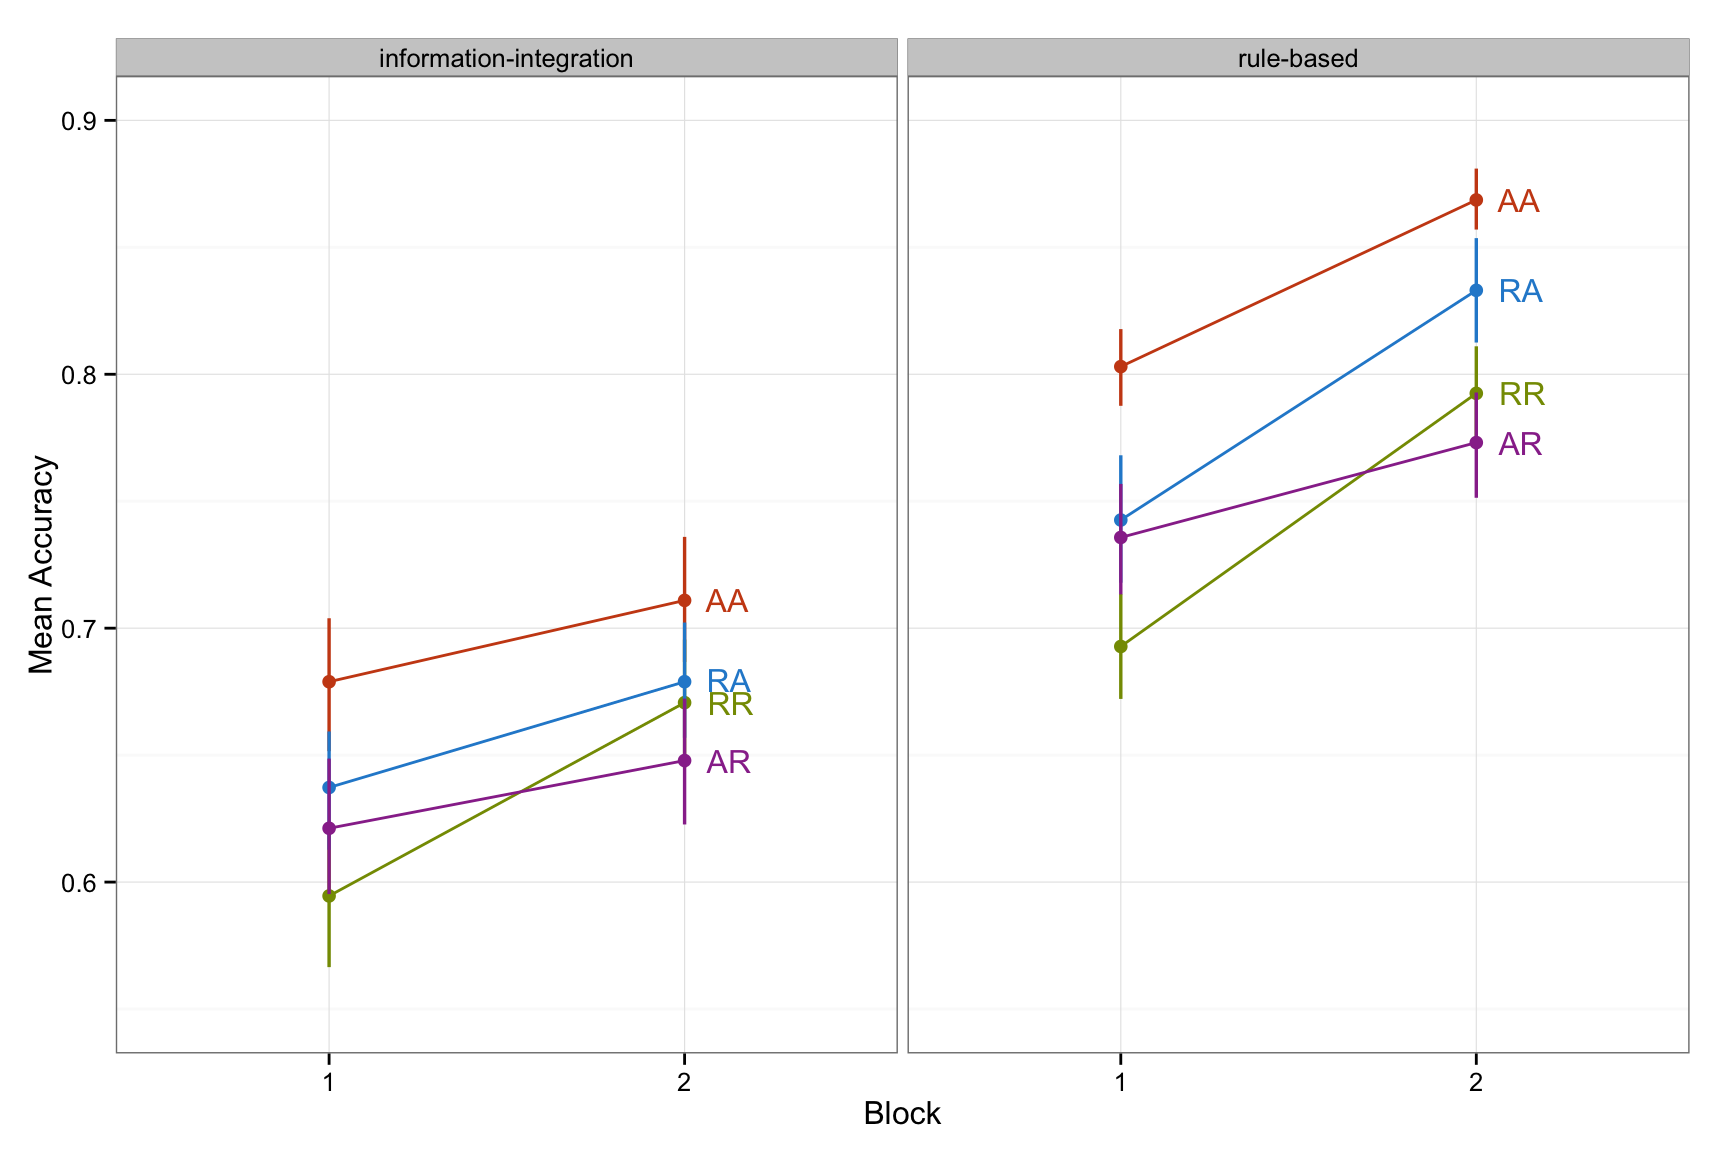 information-integration
rule-based
Mean Accuracy
0.9
0.8
0.7
0.6
AA
RA
RR
AR
AA
RA
RR
AR
1
2
1
2
Block